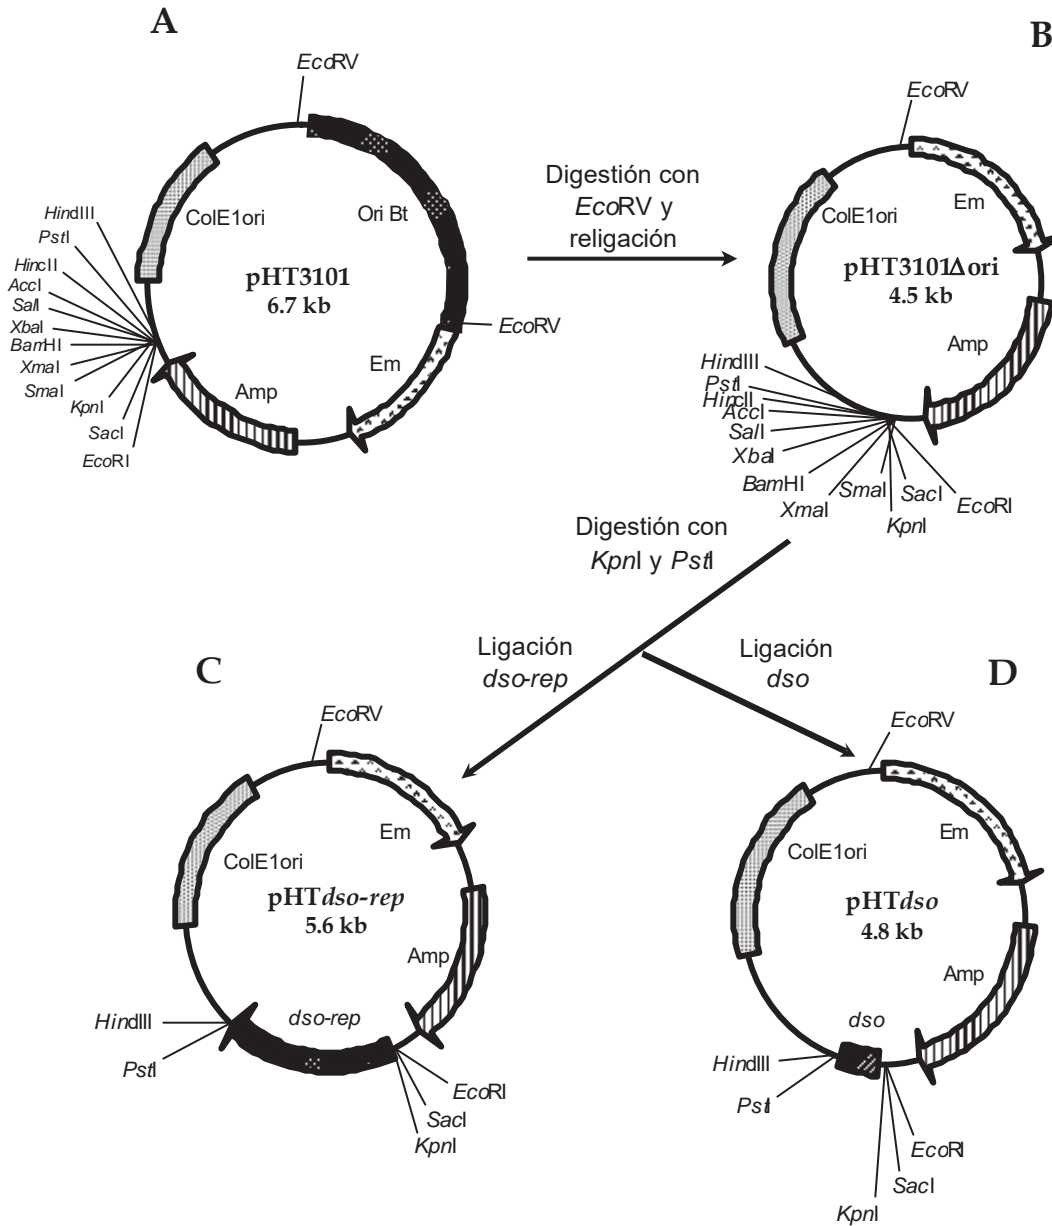 A
EcoRV
Ori Bt
ColE1ori
HindIII
PstI
HincII
AccI
SalI
XbaI
BamHI
XmaI
SmaI
KpnI
SacI
EcoRI
pHT3101
6.7 kb
EcoRV
Em
Amp
Digestión con
EcoRV y
religación
B
EcoRV
Em
ColE1ori
pHT3101Δori
4.5 kb
Amp
HindIII
PstI
HincII
AccI
SalI
XbaI
BamHI
XmaI
SmaI
SacI
KpnI
EcoRI
Digestión con
KpnI y PstI
Ligación
dso-rep
Ligación
dso
C
EcoRV
Em
ColE1ori
pHTdso-rep
5.6 kb
Amp
dso-rep
HindIII
PstI
EcoRI
SacI
KpnI
D
EcoRV
Em
ColE1ori
pHTdso
4.8 kb
Amp
dso
HindIII
PstI
EcoRI
SacI
KpnI